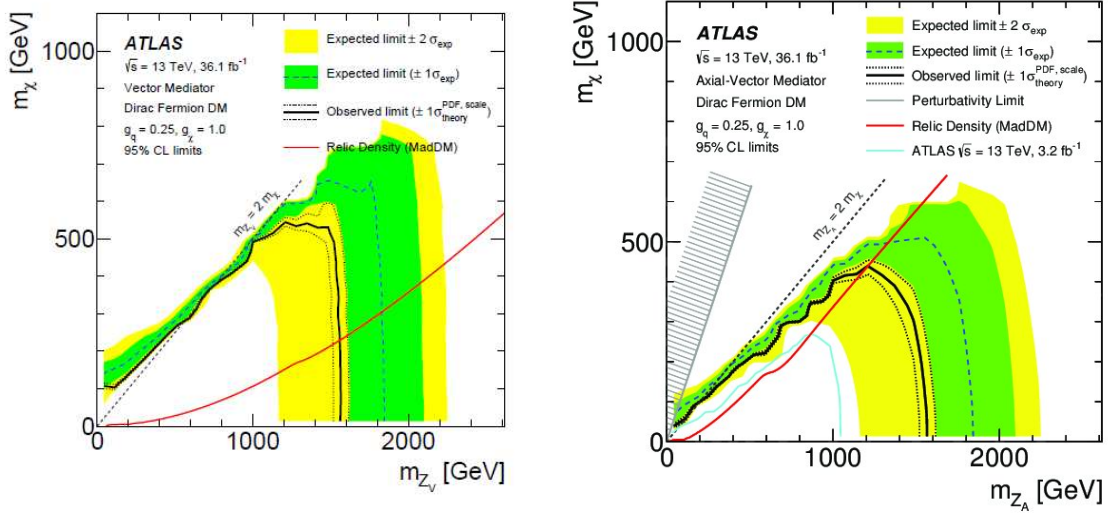 m_χ [GeV]
1000
500
0
ATLAS
√s = 13 TeV, 36.1 fb⁻¹
Vector Mediator
Dirac Fermion DM
g_q = 0.25, g_χ = 1.0
95% CL limits
Expected limit ± 2 σ_exp
Expected limit (± 1σ_exp)
Observed limit (± 1σ_theory^PDF, scale)
Relic Density (MadDM)
m_Z_V = 2 m_χ
0 1000 2000
m_Z_V [GeV]
m_χ [GeV]
1000
500
0
ATLAS
√s = 13 TeV, 36.1 fb⁻¹
Axial-Vector Mediator
Dirac Fermion DM
g_q = 0.25, g_χ = 1.0
95% CL limits
Expected limit ± 2 σ_exp
Expected limit (± 1σ_exp)
Observed limit (± 1σ_theory^PDF, scale)
Perturbativity Limit
Relic Density (MadDM)
ATLAS √s = 13 TeV, 3.2 fb⁻¹
m_Z_A = 2 m_χ
0 1000 2000
m_Z_A [GeV]